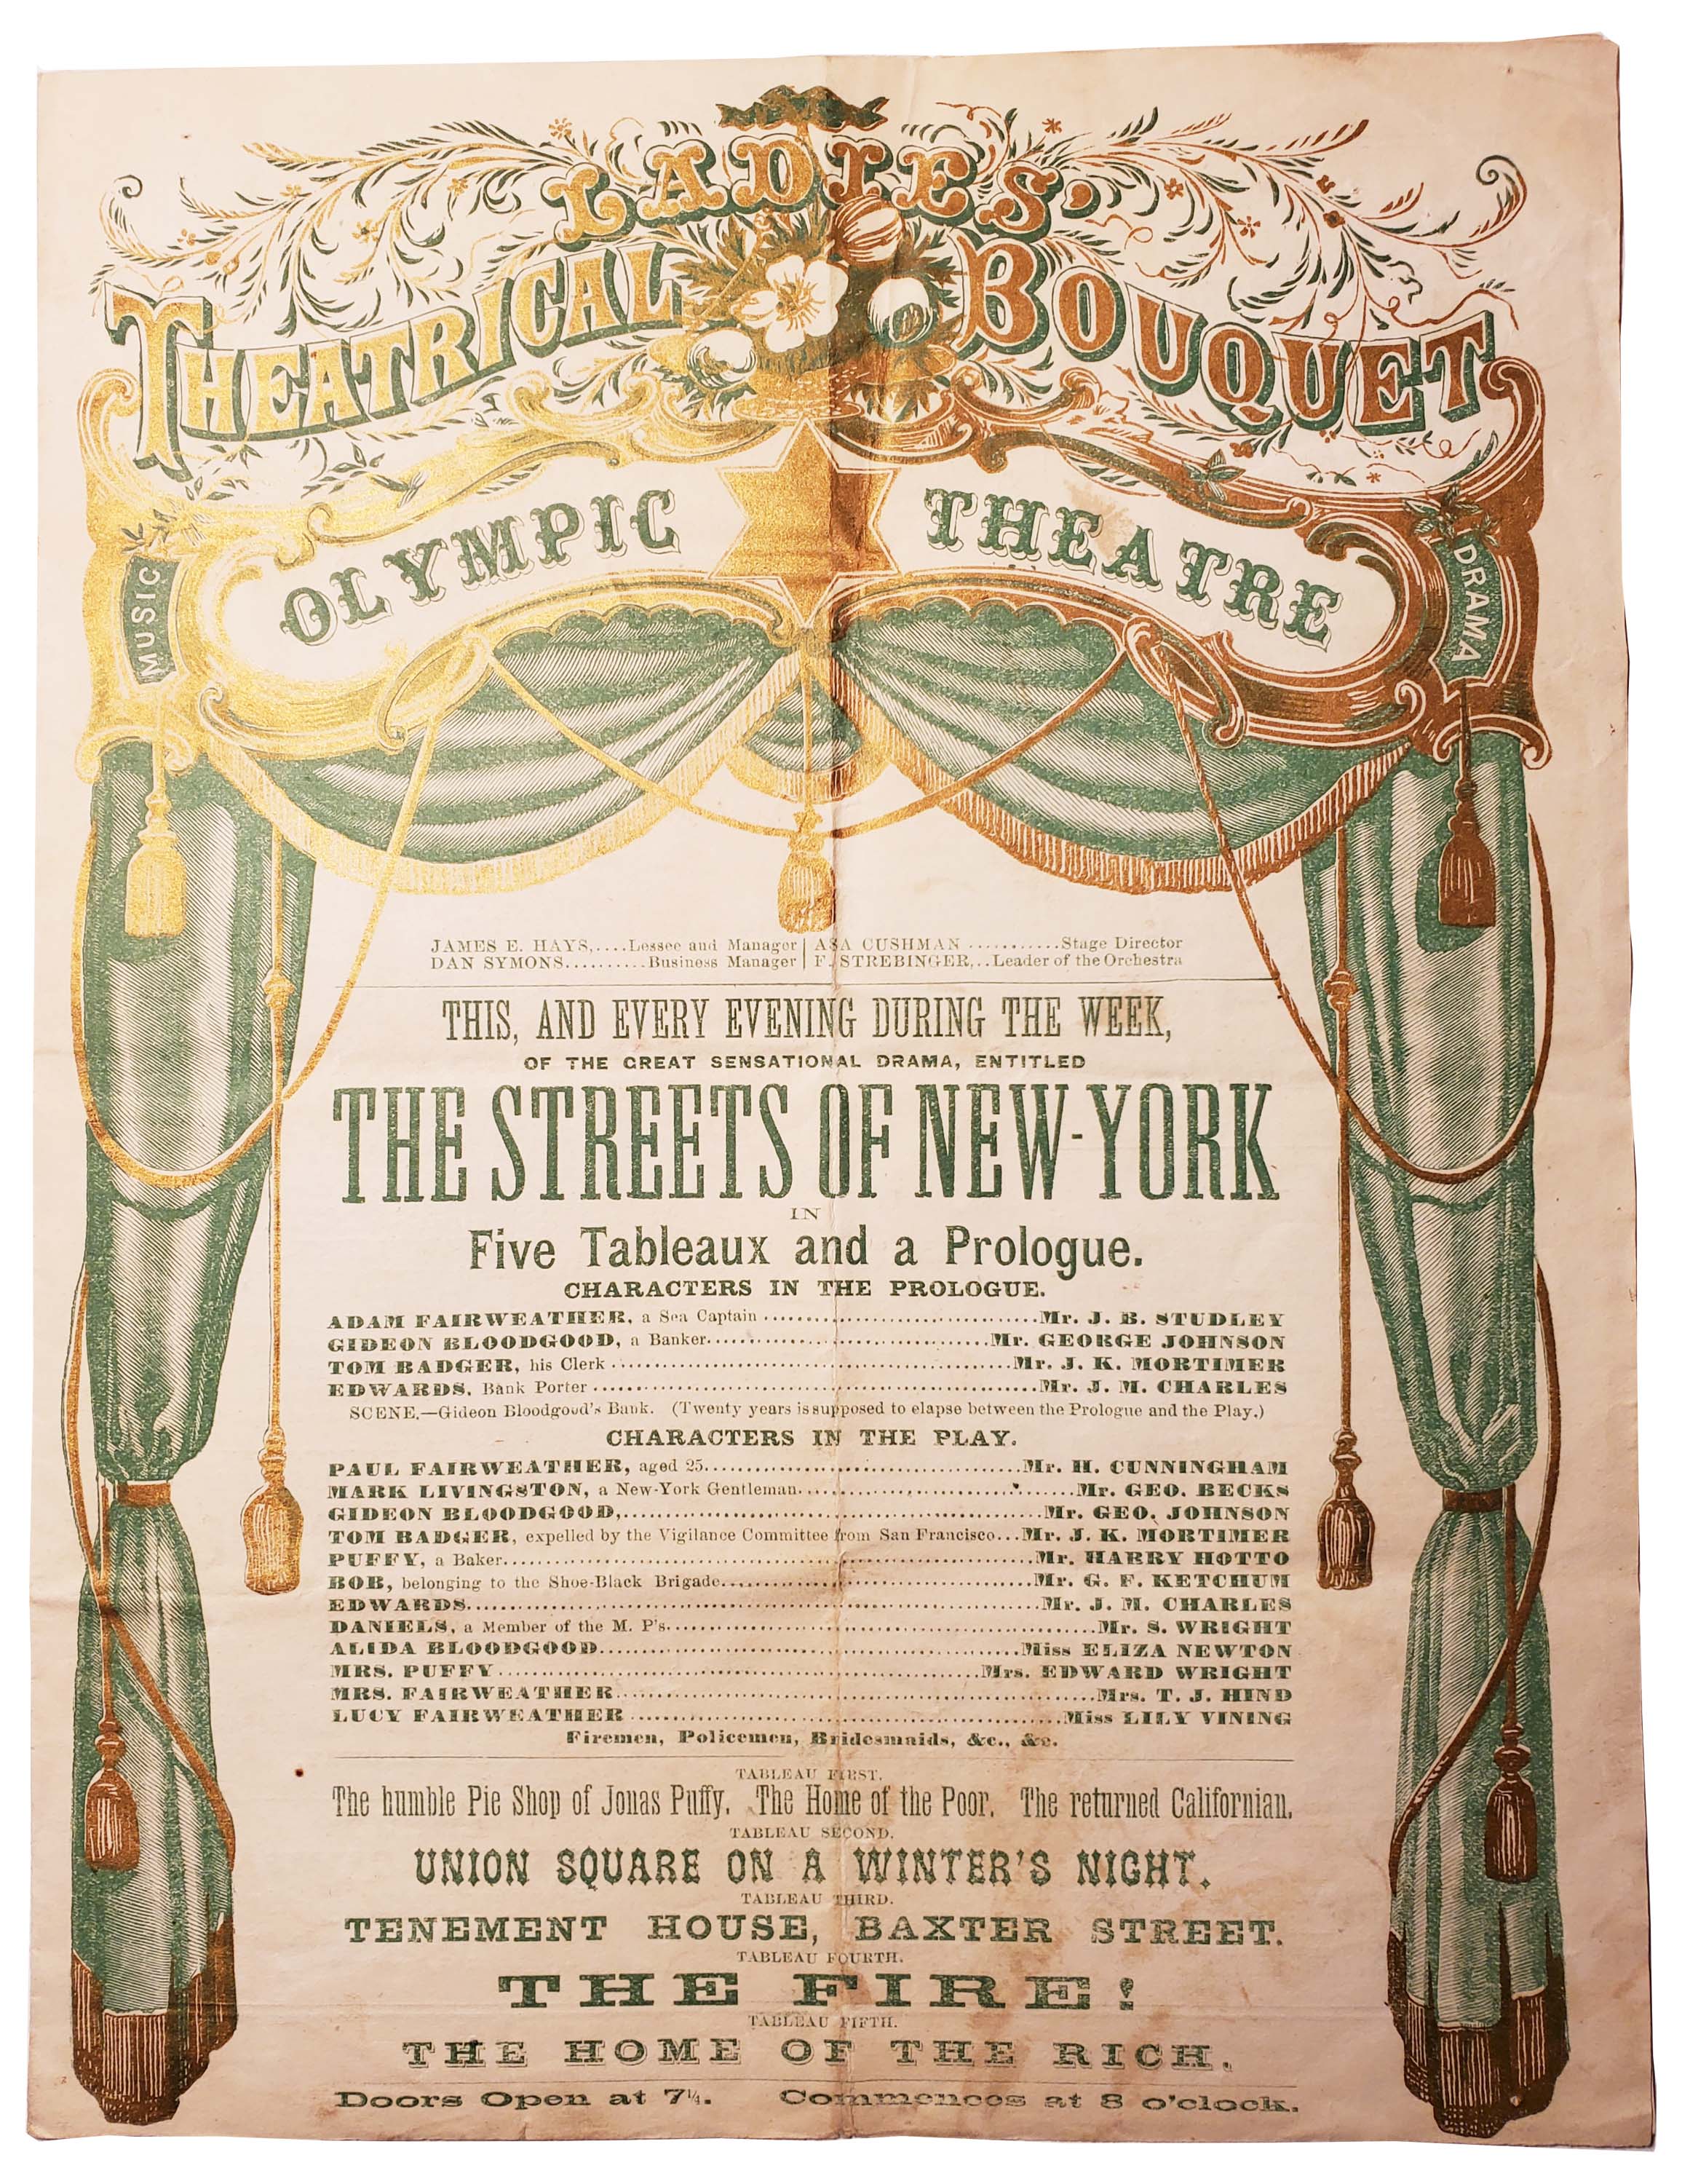 LADIES'
THEATRICAL BOUQUET
OLYMPIC THEATRE
MUSIC
DRAMA
JAMES E. HAYS,....Lessee and Manager | ASA CUSHMAN ...........Stage Director
DAN SYMONS..........Business Manager | F. STREBINGER,..Leader of the Orchestra
THIS, AND EVERY EVENING DURING THE WEEK,
OF THE GREAT SENSATIONAL DRAMA, ENTITLED
THE STREETS OF NEW-YORK
IN
Five Tableaux and a Prologue.
CHARACTERS IN THE PROLOGUE.
ADAM FAIRWEATHER, a Sea Captain ........Mr. J. B. STUDLEY
GIDEON BLOODGOOD, a Banker........Mr. GEORGE JOHNSON
TOM BADGER, his Clerk ........Mr. J. K. MORTIMER
EDWARDS, Bank Porter ........Mr. J. M. CHARLES
SCENE.—Gideon Bloodgood's Bank. (Twenty years is supposed to elapse between the Prologue and the Play.)
CHARACTERS IN THE PLAY.
PAUL FAIRWEATHER, aged 25........Mr. H. CUNNINGHAM
MARK LIVINGSTON, a New-York Gentleman........Mr. GEO. BECKS
GIDEON BLOODGOOD,........Mr. GEO. JOHNSON
TOM BADGER, expelled by the Vigilance Committee from San Francisco...Mr. J. K. MORTIMER
PUFFY, a Baker........Mr. HARRY HOTTO
BOB, belonging to the Shoe-Black Brigade........Mr. G. F. KETCHUM
EDWARDS........Mr. J. M. CHARLES
DANIELS, a Member of the M. P's........Mr. S. WRIGHT
ALIDA BLOODGOOD........Miss ELIZA NEWTON
MRS. PUFFY........Mrs. EDWARD WRIGHT
MRS. FAIRWEATHER........Mrs. T. J. HIND
LUCY FAIRWEATHER ........Miss LILY VINING
Firemen, Policemen, Bridesmaids, &c., &c.
TABLEAU FIRST.
The humble Pie Shop of Jonas Puffy. The Home of the Poor. The returned Californian.
TABLEAU SECOND.
UNION SQUARE ON A WINTER'S NIGHT.
TABLEAU THIRD.
TENEMENT HOUSE, BAXTER STREET.
TABLEAU FOURTH.
THE FIRE!
TABLEAU FIFTH.
THE HOME OF THE RICH.
Doors Open at 7¼. Commences at 8 o'clock.